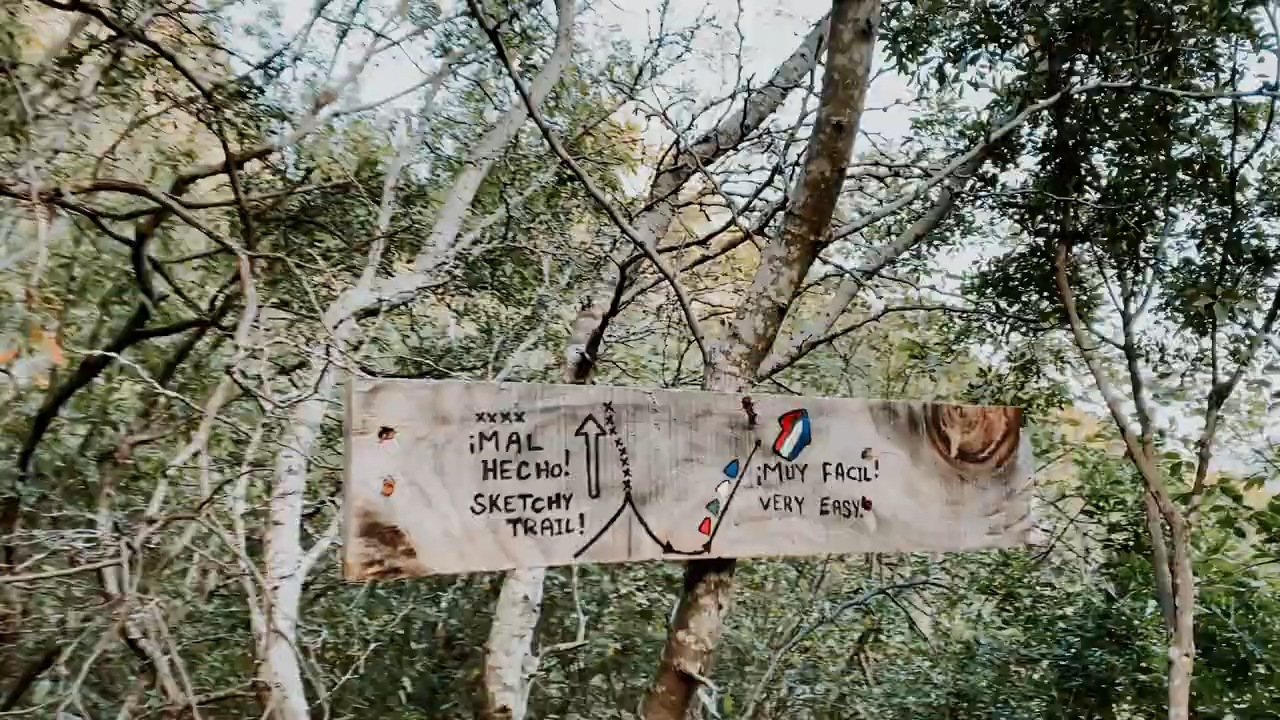 xxxx
¡MAL
HECHO!
SKETCHY
TRAIL!
¡MUY FACIL!
VERY EASY!